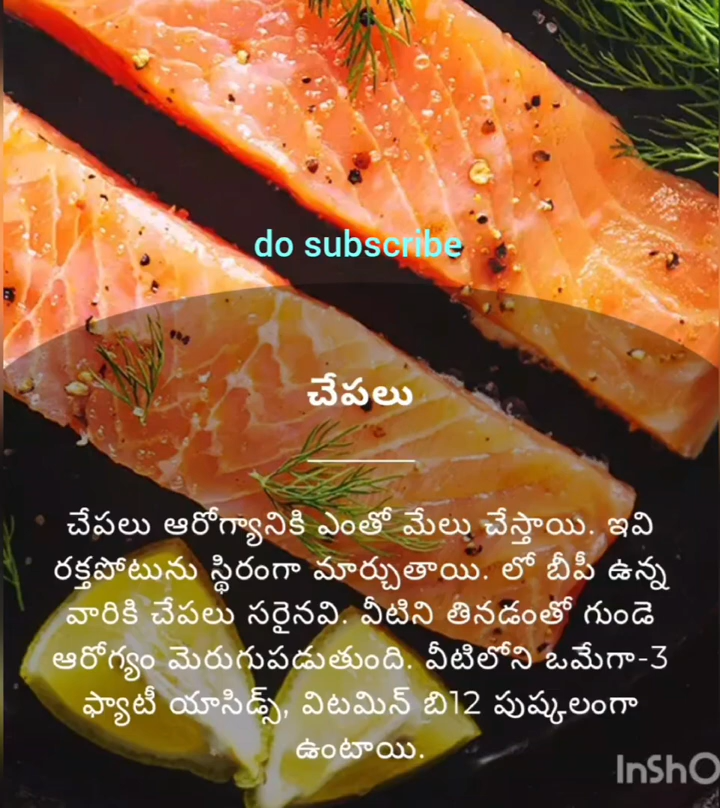 do subscribe
చేపలు
చేపలు ఆరోగ్యానికి ఎంతో మేలు చేస్తాయి. ఇవి
రక్తపోటును స్థిరంగా మార్చుతాయి. లో బీపీ ఉన్న
వారికి చేపలు సరైనవి. వీటిని తినడంతో గుండె
ఆరోగ్యం మెరుగుపడుతుంది. వీటిలోని ఒమేగా-3
ఫ్యాటీ యాసిడ్స్, విటమిన్ బి12 పుష్కలంగా
ఉంటాయి.
InShO